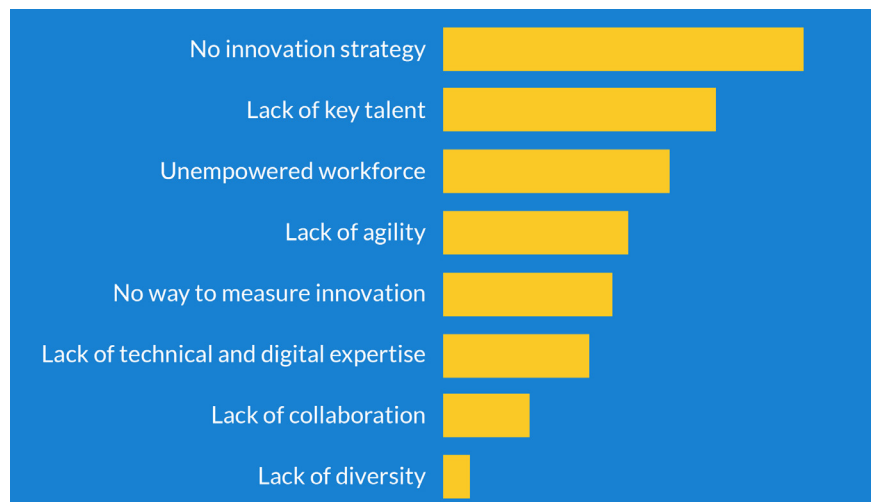 No innovation strategy
Lack of key talent
Unempowered workforce
Lack of agility
No way to measure innovation
Lack of technical and digital expertise
Lack of collaboration
Lack of diversity